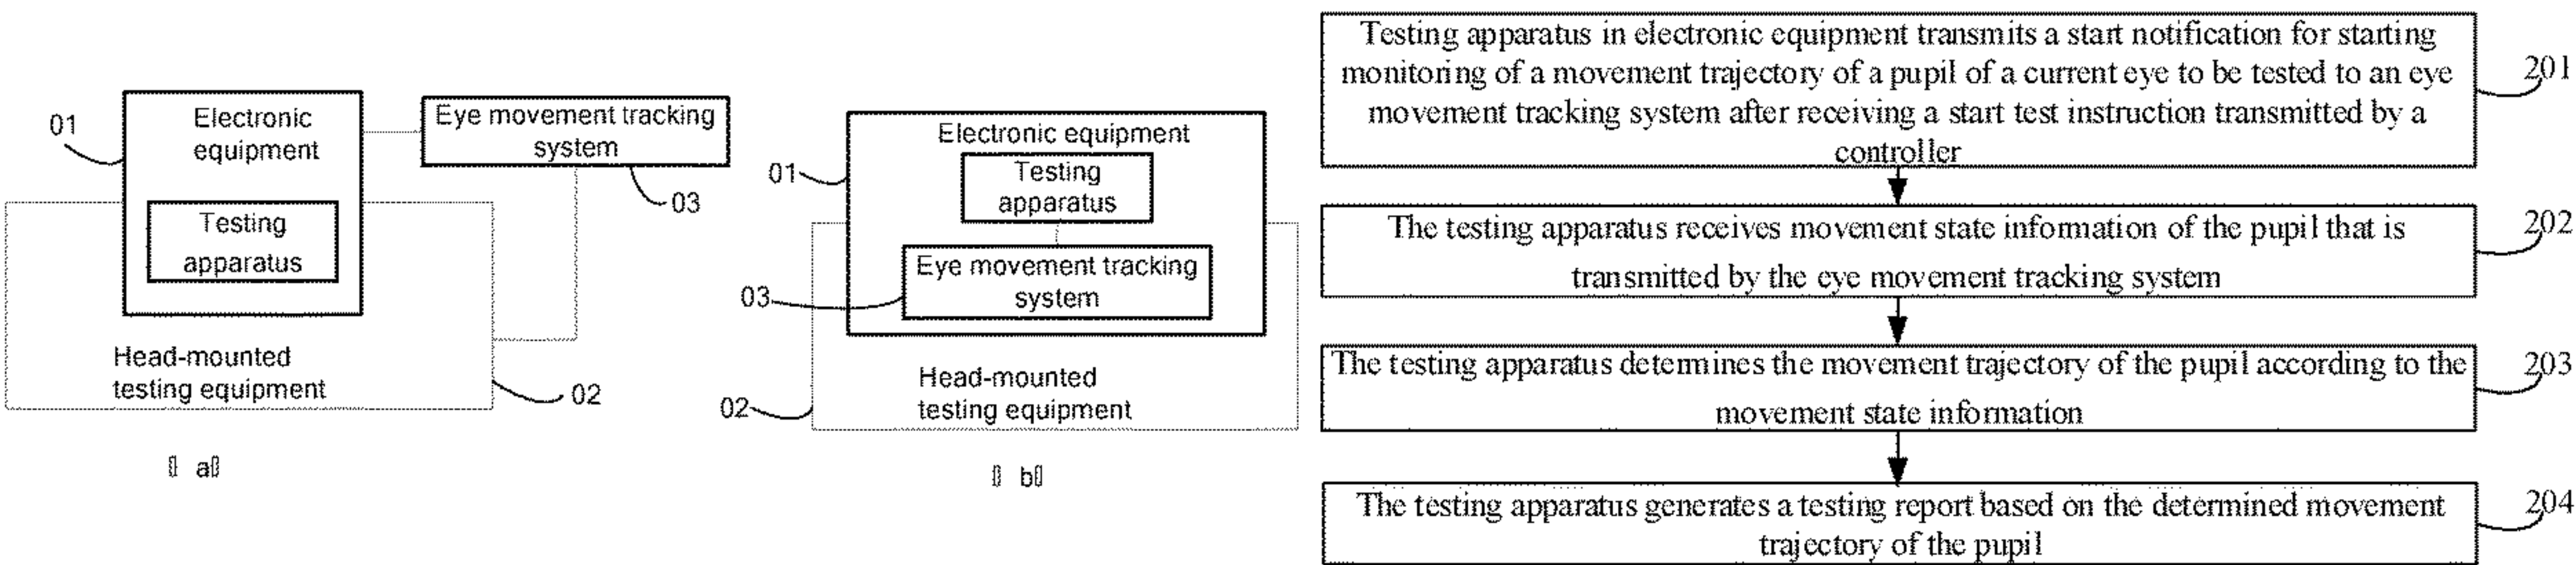 01
Electronic
equipment
Testing
apparatus
Eye movement tracking
system
03
Head-mounted
testing equipment
02
a
Electronic equipment
01
Testing
apparatus
Eye movement tracking
system
03
Head-mounted
testing equipment
02
b
Testing apparatus in electronic equipment transmits a start notification for starting
monitoring of a movement trajectory of a pupil of a current eye to be tested to an eye
movement tracking system after receiving a start test instruction transmitted by a
controller
201
The testing apparatus receives movement state information of the pupil that is
transmitted by the eye movement tracking system
202
The testing apparatus determines the movement trajectory of the pupil according to the
movement state information
203
The testing apparatus generates a testing report based on the determined movement
trajectory of the pupil
204